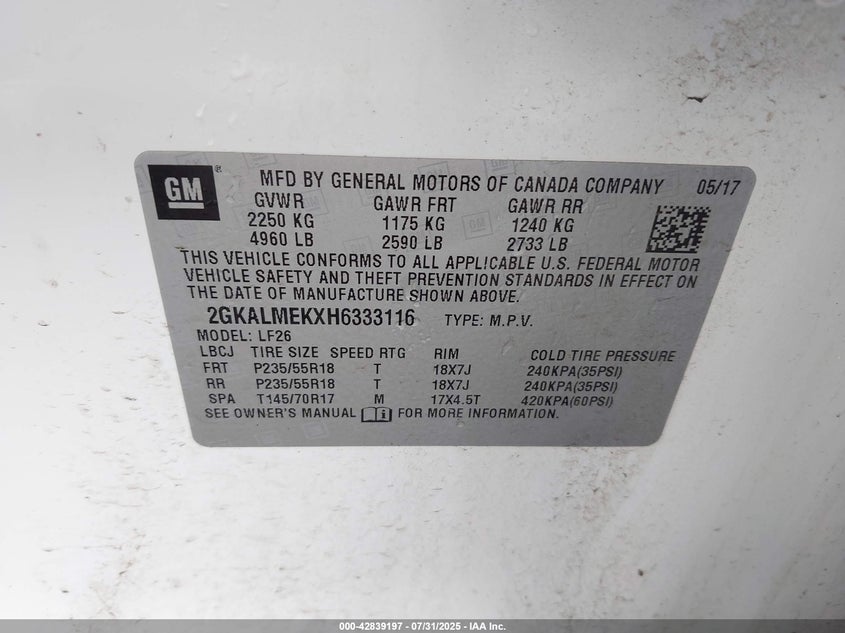 GM ® MFD BY GENERAL MOTORS OF CANADA COMPANY 05/17
GVWR GAWR FRT GAWR RR
2250 KG 1175 KG 1240 KG
4960 LB 2590 LB 2733 LB
THIS VEHICLE CONFORMS TO ALL APPLICABLE U.S. FEDERAL MOTOR
VEHICLE SAFETY AND THEFT PREVENTION STANDARDS IN EFFECT ON
THE DATE OF MANUFACTURE SHOWN ABOVE.
2GKALMEKXH6333116 TYPE: M.P.V.
MODEL: LF26
LBCJ TIRE SIZE SPEED RTG RIM COLD TIRE PRESSURE
FRT P235/55R18 T 18X7J 240KPA(35PSI)
RR P235/55R18 T 18X7J 240KPA(35PSI)
SPA T145/70R17 M 17X4.5T 420KPA(60PSI)
SEE OWNER'S MANUAL FOR MORE INFORMATION.
000-42839197 - 07/31/2025 - IAA Inc.